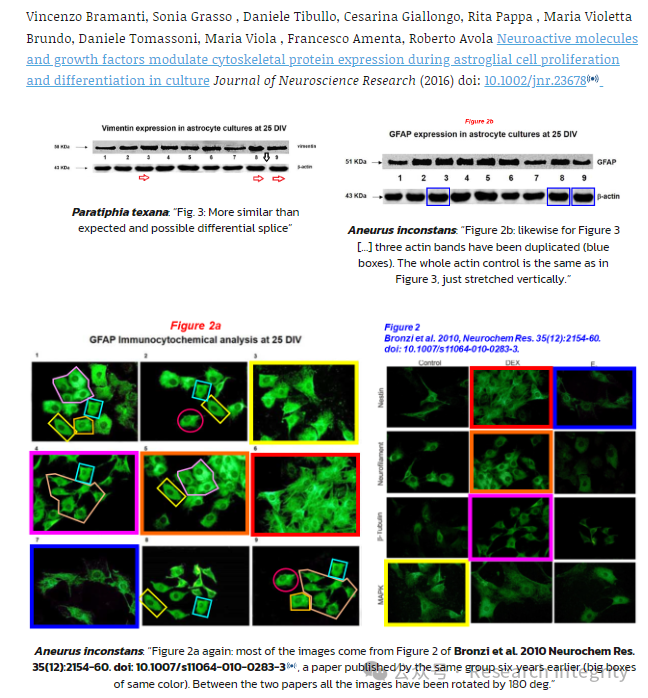 Vincenzo Bramanti, Sonia Grasso , Daniele Tibullo, Cesarina Giallongo, Rita Pappa , Maria Violetta
Brundo, Daniele Tomassoni, Maria Viola , Francesco Amenta, Roberto Avola Neuroactive molecules
and growth factors modulate cytoskeletal protein expression during astroglial cell proliferation
and differentiation in culture Journal of Neuroscience Research (2016) doi: 10.1002/jnr.23678
Vimentin expression in astrocyte cultures at 25 DIV
vimentin
1 2 3 4 5 6 7 8 9
43 KDa
β-actin
Paratiphia texana: “Fig. 3: More similar than
expected and possible differential splice”
Figure 2b
GFAP expression in astrocyte cultures at 25 DIV
51 KDa
GFAP
1 2 3 4 5 6 7 8 9
43 KDa
β-actin
Aneurus inconstans: “Figure 2b: likewise for Figure 3
[...] three actin bands have been duplicated (blue
boxes). The whole actin control is the same as in
Figure 3, just stretched vertically.”
Figure 2a
GFAP Immunocytochemical analysis at 25 DIV
1 2 3
4 5 6
7 8 9
Figure 2
Bronzi et al. 2010, Neurochem Res. 35(12):2154-60.
doi: 10.1007/s11064-010-0283-3.
Control DEX E
Nestin
Neurofilament
β-Tubulin
MAPK
Aneurus inconstans: “Figure 2a again: most of the images come from Figure 2 of Bronzi et al. 2010 Neurochem Res.
35(12):2154-60. doi: 10.1007/s11064-010-0283-3, a paper published by the same group six years earlier (big boxes
of same color). Between the two papers all the images have been rotated by 180 deg.”
公众号 · Research Integrity